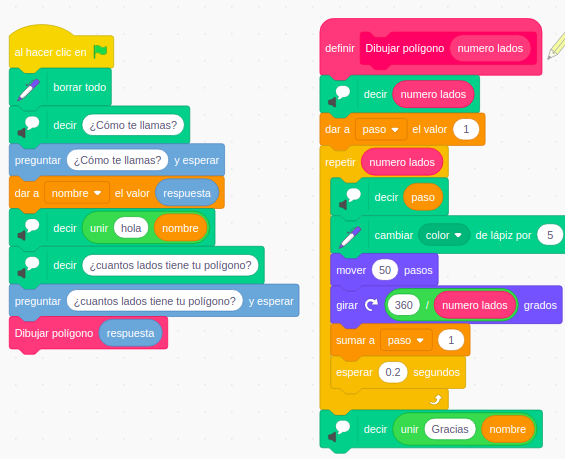 al hacer clic en
borrar todo
decir ¿Cómo te llamas?
preguntar ¿Cómo te llamas? y esperar
dar a nombre el valor respuesta
decir unir hola nombre
decir ¿cuantos lados tiene tu polígono?
preguntar ¿cuantos lados tiene tu polígono? y esperar
Dibujar polígono respuesta
definir Dibujar polígono numero lados
decir numero lados
dar a paso el valor 1
repetir numero lados
decir paso
cambiar color de lápiz por 5
mover 50 pasos
girar 360 / numero lados grados
sumar a paso 1
esperar 0.2 segundos
decir unir Gracias nombre